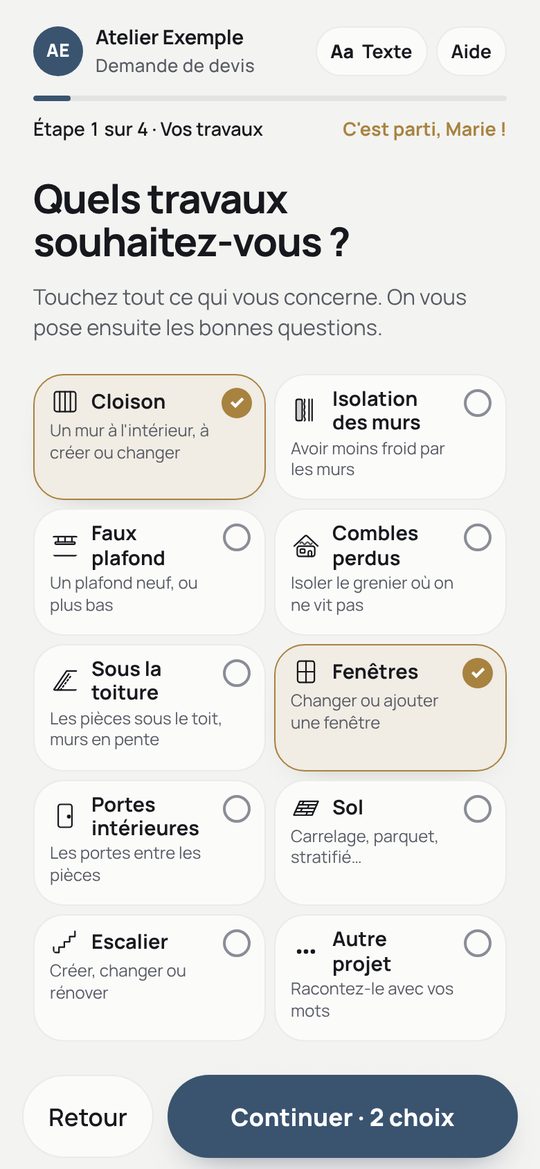 AE
Atelier Exemple
Demande de devis
Aa Texte
Aide
Étape 1 sur 4 · Vos travaux
C'est parti, Marie !
Quels travaux
souhaitez-vous ?
Touchez tout ce qui vous concerne. On vous
pose ensuite les bonnes questions.
Cloison
Un mur à l'intérieur, à
créer ou changer
Isolation
des murs
Avoir moins froid par
les murs
Faux
plafond
Un plafond neuf, ou
plus bas
Combles
perdus
Isoler le grenier où on
ne vit pas
Sous la
toiture
Les pièces sous le toit,
murs en pente
Fenêtres
Changer ou ajouter
une fenêtre
Portes
intérieures
Les portes entre les
pièces
Sol
Carrelage, parquet,
stratifié…
Escalier
Créer, changer ou
rénover
Autre
projet
Racontez-le avec vos
mots
Retour
Continuer · 2 choix